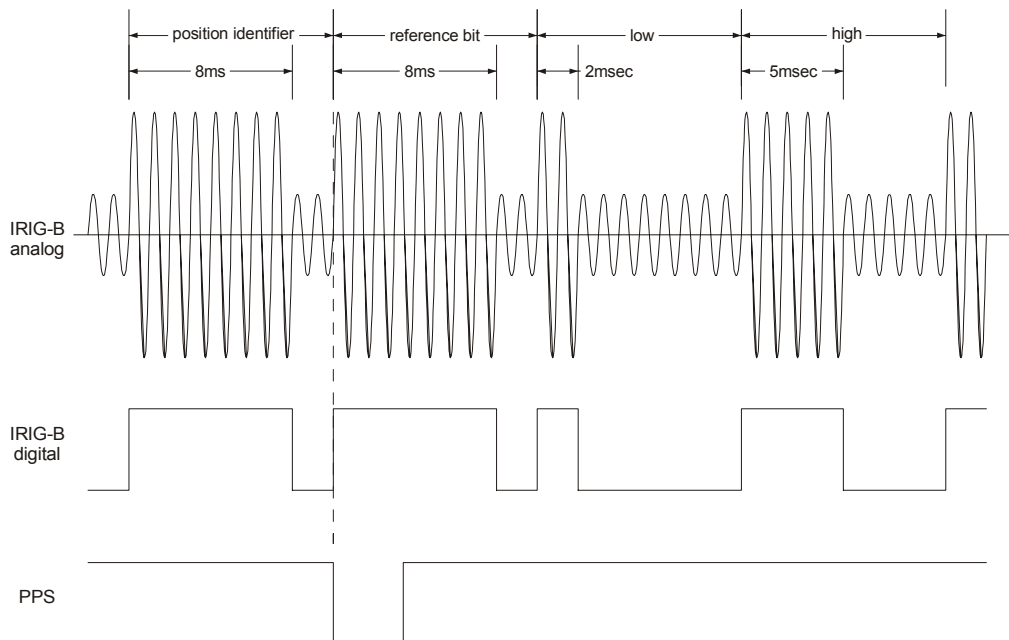 position identifier
reference bit
low
high
8ms
8ms
2msec
5msec
IRIG-B
analog
IRIG-B
digital
PPS